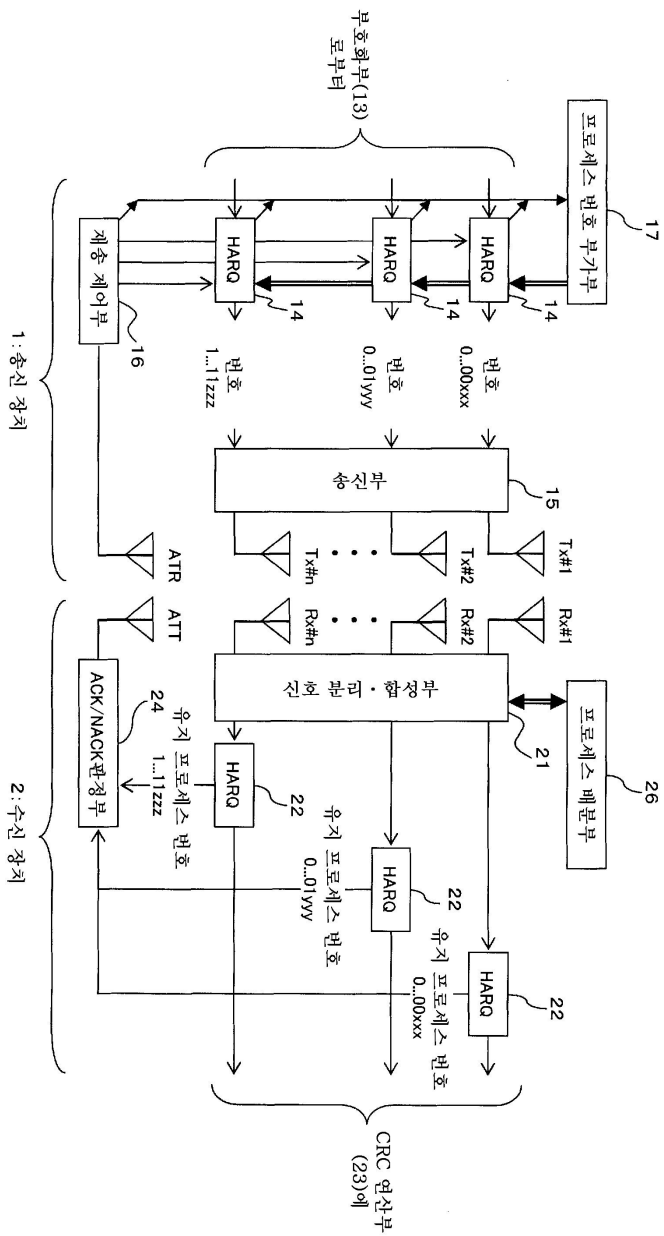 프로세스 번호 부가부
17
프로세스 배분부
26
부호화부(13)
로부터
HARQ
14
번호
0...00xxx
HARQ
14
번호
0...01yyy
HARQ
14
번호
1...11zzz
재송 제어부
16
송신부
15
Tx#1
Tx#2
• • •
Tx#n
ATR
Rx#1
Rx#2
• • •
Rx#n
ATT
신호 분리・합성부
21
HARQ
22
유지 프로세스 번호
0...00xxx
HARQ
22
유지 프로세스 번호
0...01yyy
HARQ
22
유지 프로세스 번호
1...11zzz
ACK/NACK판정부
24
CRC 연산부
(23)에
1:송신 장치
2:수신 장치